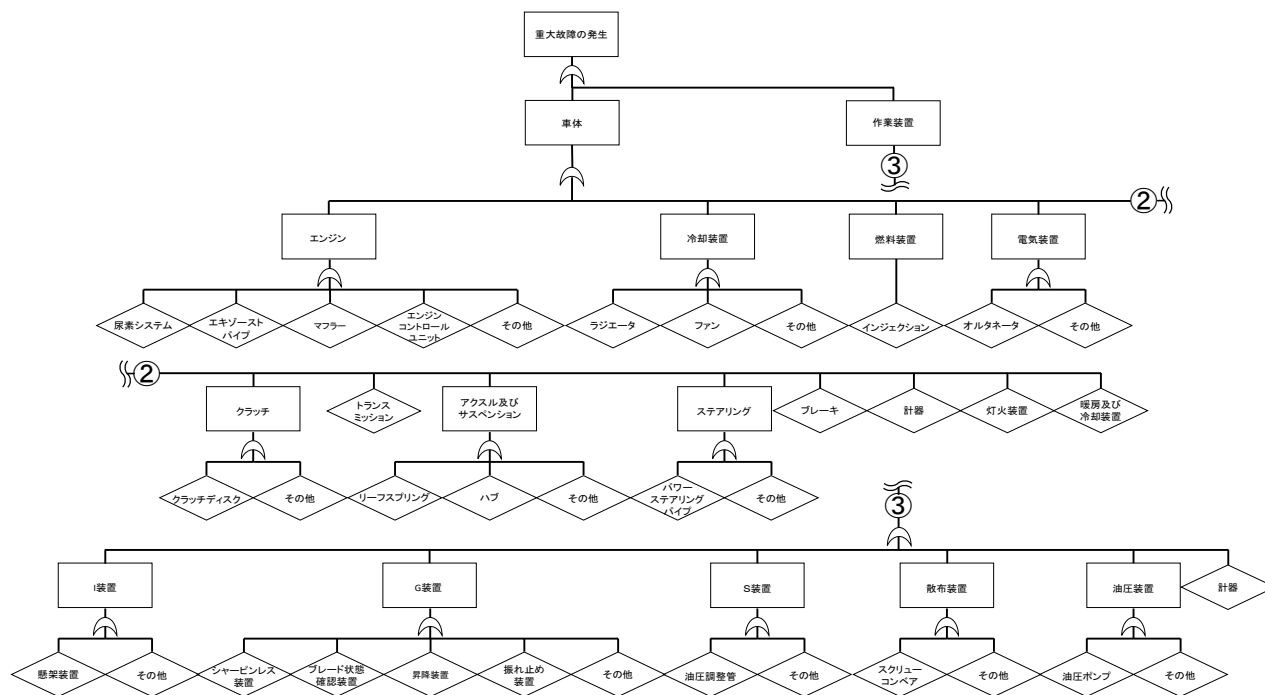 重大故障の発生
車体
作業装置
③
②
エンジン
冷却装置
燃料装置
電気装置
尿素システム
エキゾースト
パイプ
マフラー
エンジン
コントロール
ユニット
その他
ラジエータ
ファン
その他
インジェクション
オルタネータ
その他
②
クラッチ
トランス
ミッション
アクスル及び
サスペンション
ステアリング
ブレーキ
計器
灯火装置
暖房及び
冷却装置
クラッチディスク
その他
リーフスプリング
ハブ
その他
パワー
ステアリング
パイプ
その他
③
I装置
G装置
S装置
散布装置
油圧装置
計器
懸架装置
その他
シャーピンレス
装置
ブレード状態
確認装置
昇降装置
振れ止め
装置
その他
油圧調整管
その他
スクリュー
コンベア
その他
油圧ポンプ
その他